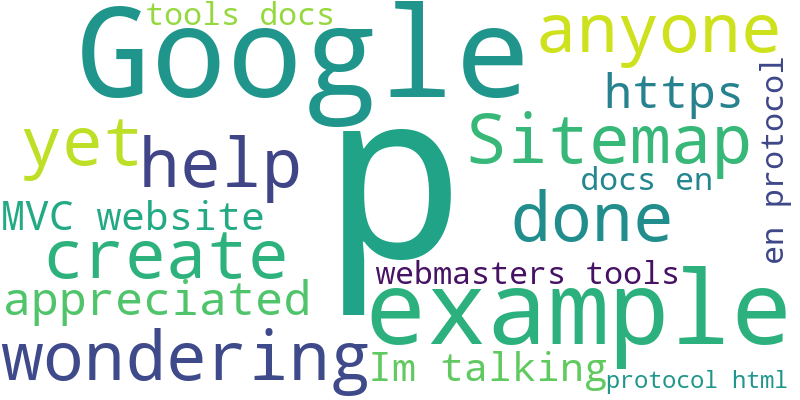 tools docs
Google
anyone
https
en protocol
yet
help
p
Sitemap
docs en
MVC website
done
create
webmasters tools
appreciated
example
wondering
Im talking
protocol html